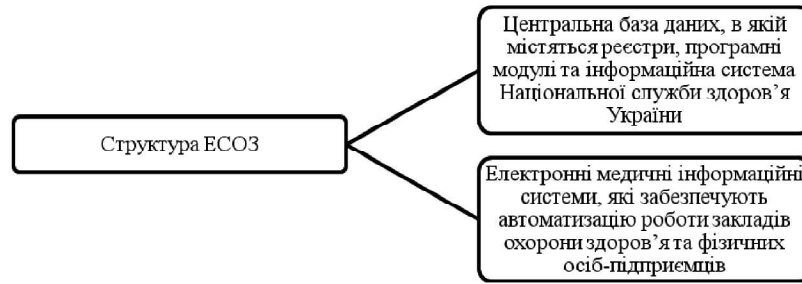 Структура ЕСОЗ
Центральна база даних, в якій
містяться реєстри, програмні
модулі та інформаційна система
Національної служби здоров’я
України
Електронні медичні інформаційні
системи, які забезпечують
автоматизацію роботи закладів
охорони здоров’я та фізичних
осіб-підприємців